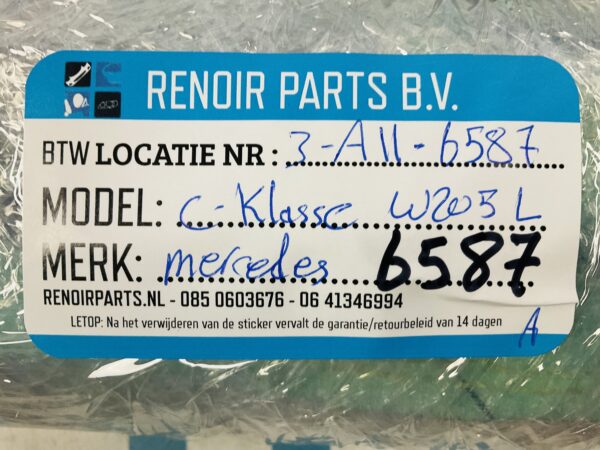 RENOIR PARTS B.V.
BTW LOCATIE NR : 3-A11-6587
MODEL: C-Klasse W205 L
MERK: mercedes 6587
RENOIRPARTS.NL - 085 0603676 - 06 41346994
LETOP: Na het verwijderen van de sticker vervalt de garantie/retourbeleid van 14 dagen A